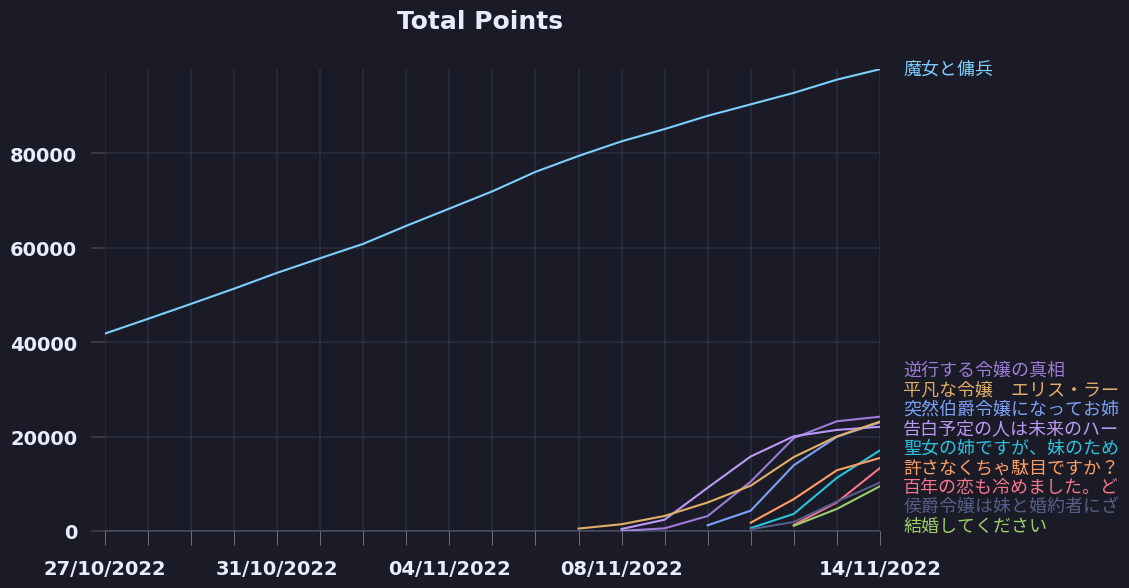 Total Points
魔女と傭兵
80000
60000
40000
逆行する令嬢の真相
平凡な令嬢　エリス・ラー
突然伯爵令嬢になってお姉
20000
告白予定の人は未来のハー
聖女の姉ですが、妹のため
許さなくちゃ駄目ですか？
百年の恋も冷めました。ど
侯爵令嬢は妹と婚約者にざ
結婚してください
0
27/10/2022 31/10/2022 04/11/2022 08/11/2022 14/11/2022